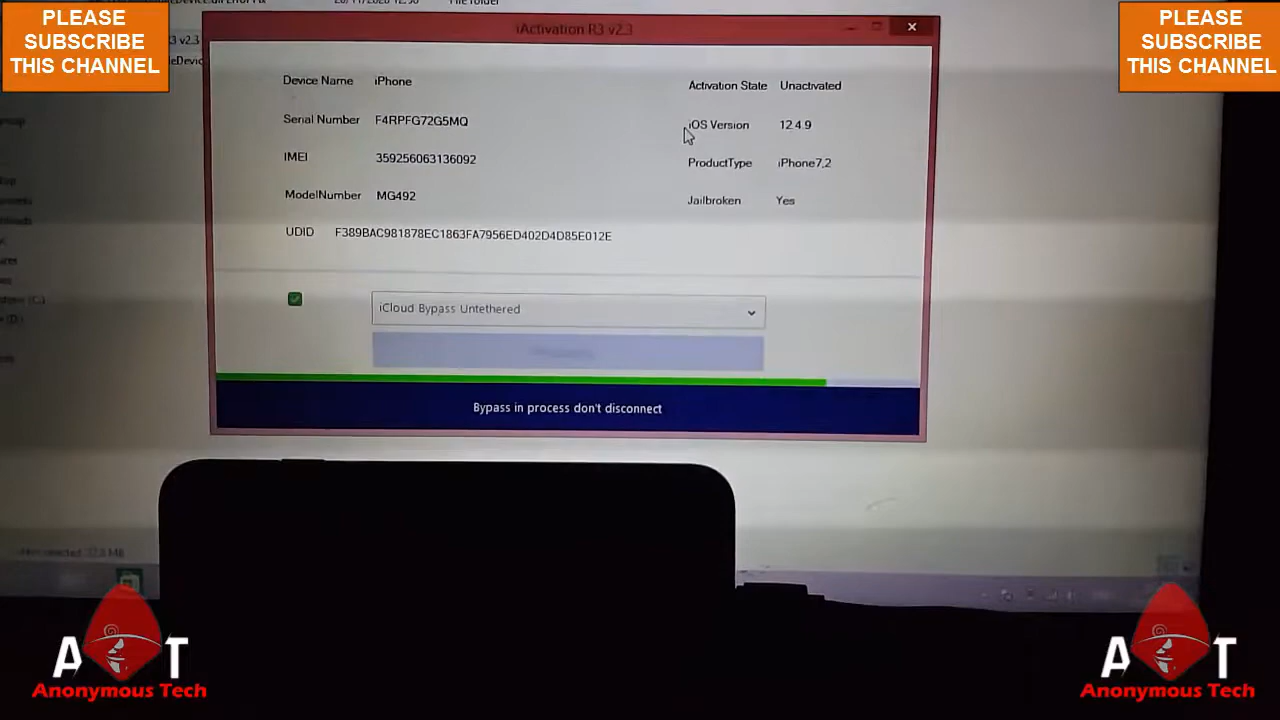 PLEASE
SUBSCRIBE
THIS CHANNEL
PLEASE
SUBSCRIBE
THIS CHANNEL
iActivation R3 v2.3
Device Name iPhone
Activation State Unactivated
Serial Number F4RPFG72G5MQ
iOS Version 12.4.9
IMEI 359256063136092
ProductType iPhone7,2
ModelNumber MG492
Jailbroken Yes
UDID F389BAC981878EC1863FA7956ED402D4D85E012E
iCloud Bypass Untethered
Bypass in process don't disconnect
A T
Anonymous Tech
A T
Anonymous Tech